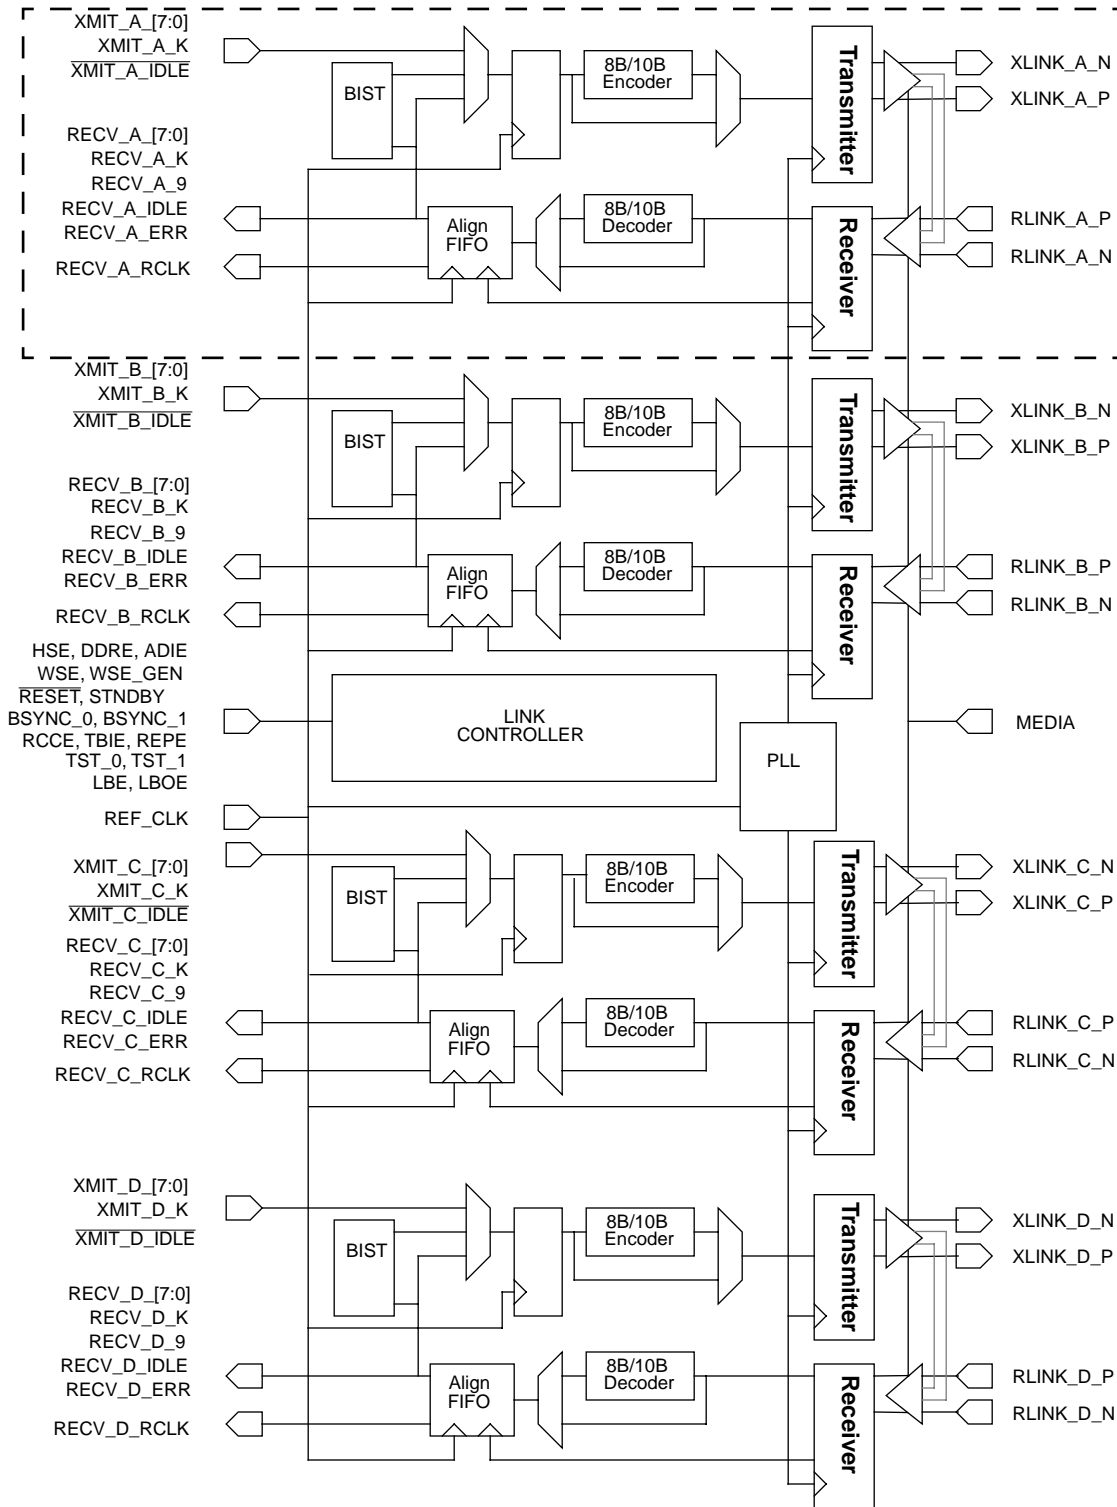 XMIT_A_[7:0]
XMIT_A_K
XMIT_A_IDLE
BIST
8B/10B
Encoder
Transmitter
XLINK_A_N
XLINK_A_P
RECV_A_[7:0]
RECV_A_K
RECV_A_9
RECV_A_IDLE
RECV_A_ERR
RECV_A_RCLK
Align
FIFO
8B/10B
Decoder
Receiver
RLINK_A_P
RLINK_A_N
XMIT_B_[7:0]
XMIT_B_K
XMIT_B_IDLE
BIST
8B/10B
Encoder
Transmitter
XLINK_B_N
XLINK_B_P
RECV_B_[7:0]
RECV_B_K
RECV_B_9
RECV_B_IDLE
RECV_B_ERR
RECV_B_RCLK
Align
FIFO
8B/10B
Decoder
Receiver
RLINK_B_P
RLINK_B_N
HSE, DDRE, ADIE
WSE, WSE_GEN
RESET, STNDBY
BSYNC_0, BSYNC_1
RCCE, TBIE, REPE
TST_0, TST_1
LBE, LBOE
LINK
CONTROLLER
PLL
MEDIA
REF_CLK
XMIT_C_[7:0]
XMIT_C_K
XMIT_C_IDLE
BIST
8B/10B
Encoder
Transmitter
XLINK_C_N
XLINK_C_P
RECV_C_[7:0]
RECV_C_K
RECV_C_9
RECV_C_IDLE
RECV_C_ERR
RECV_C_RCLK
Align
FIFO
8B/10B
Decoder
Receiver
RLINK_C_P
RLINK_C_N
XMIT_D_[7:0]
XMIT_D_K
XMIT_D_IDLE
BIST
8B/10B
Encoder
Transmitter
XLINK_D_N
XLINK_D_P
RECV_D_[7:0]
RECV_D_K
RECV_D_9
RECV_D_IDLE
RECV_D_ERR
RECV_D_RCLK
Align
FIFO
8B/10B
Decoder
Receiver
RLINK_D_P
RLINK_D_N